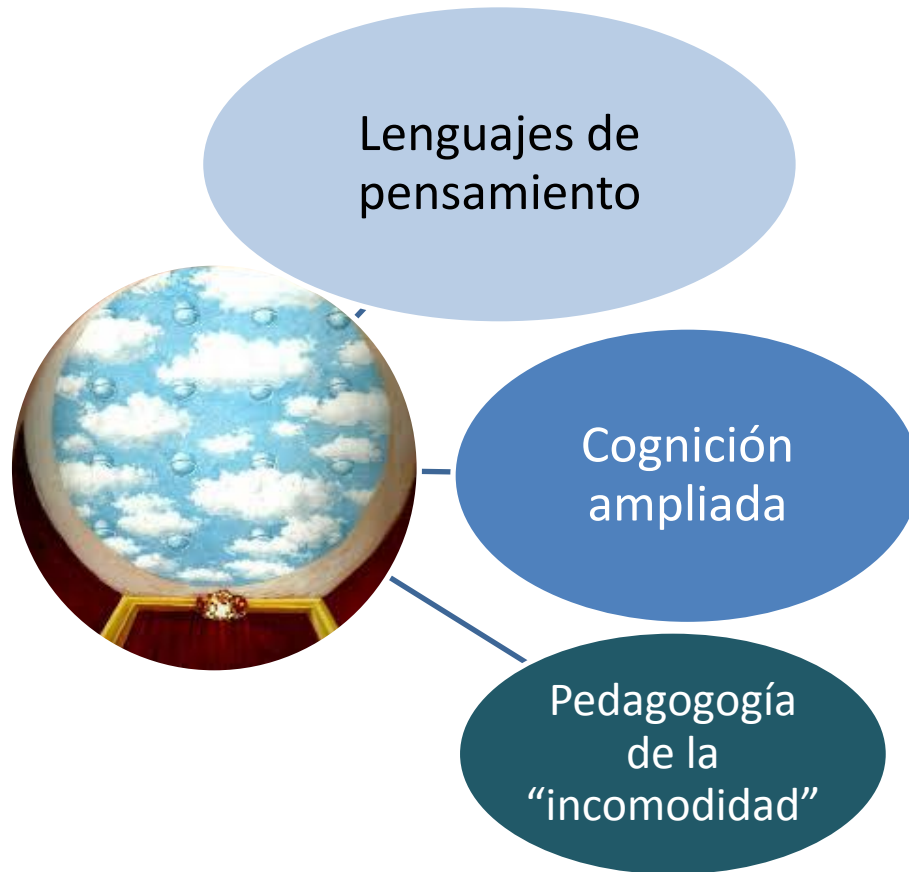 Lenguajes de
pensamiento
Cognición
ampliada
Pedagogogía
de la
“incomodidad”